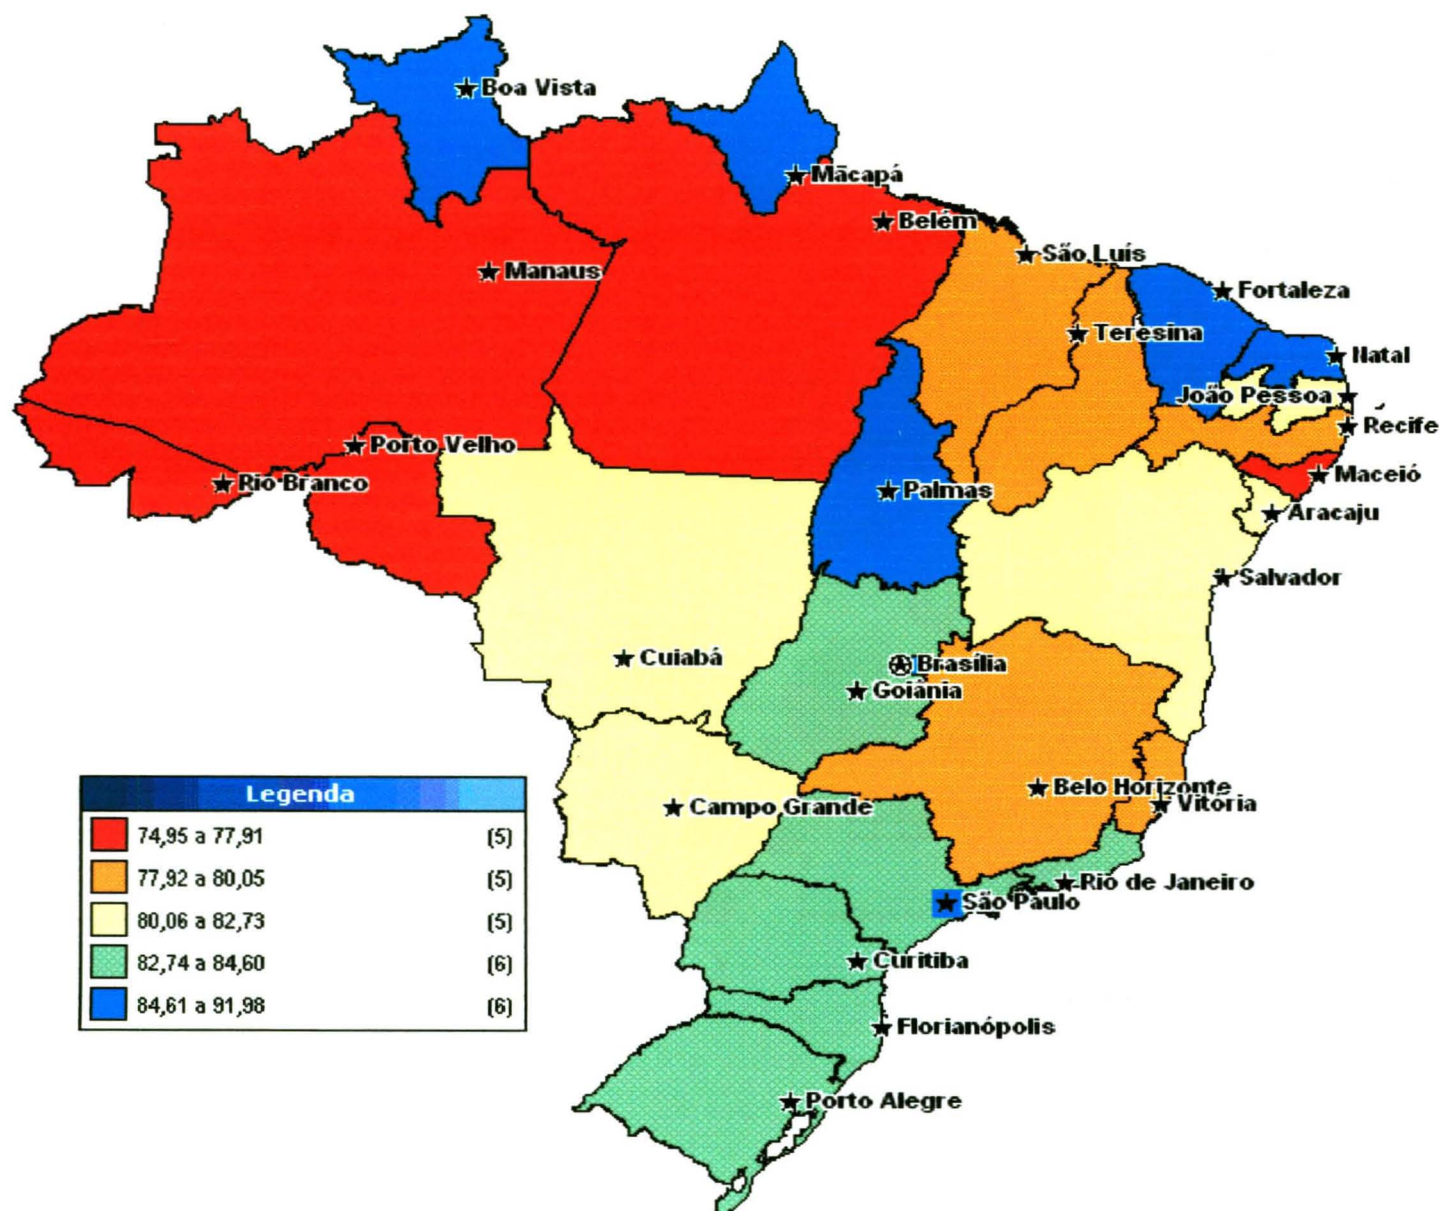 Boa Vista
Macapá
Belém
São Luís
Manaus
Fortaleza
Teresina
Natal
João Pessoa
Recife
Porto Velho
Maceió
Rio Branco
Palmas
Aracaju
Salvador
Cuiabá
Brasília
Goiânia
Belo Horizonte
Vitória
Campo Grande
Rio de Janeiro
São Paulo
Curitiba
Florianópolis
Porto Alegre
Legenda
74,95 a 77,91 (5)
77,92 a 80,05 (5)
80,06 a 82,73 (5)
82,74 a 84,60 (6)
84,61 a 91,98 (6)